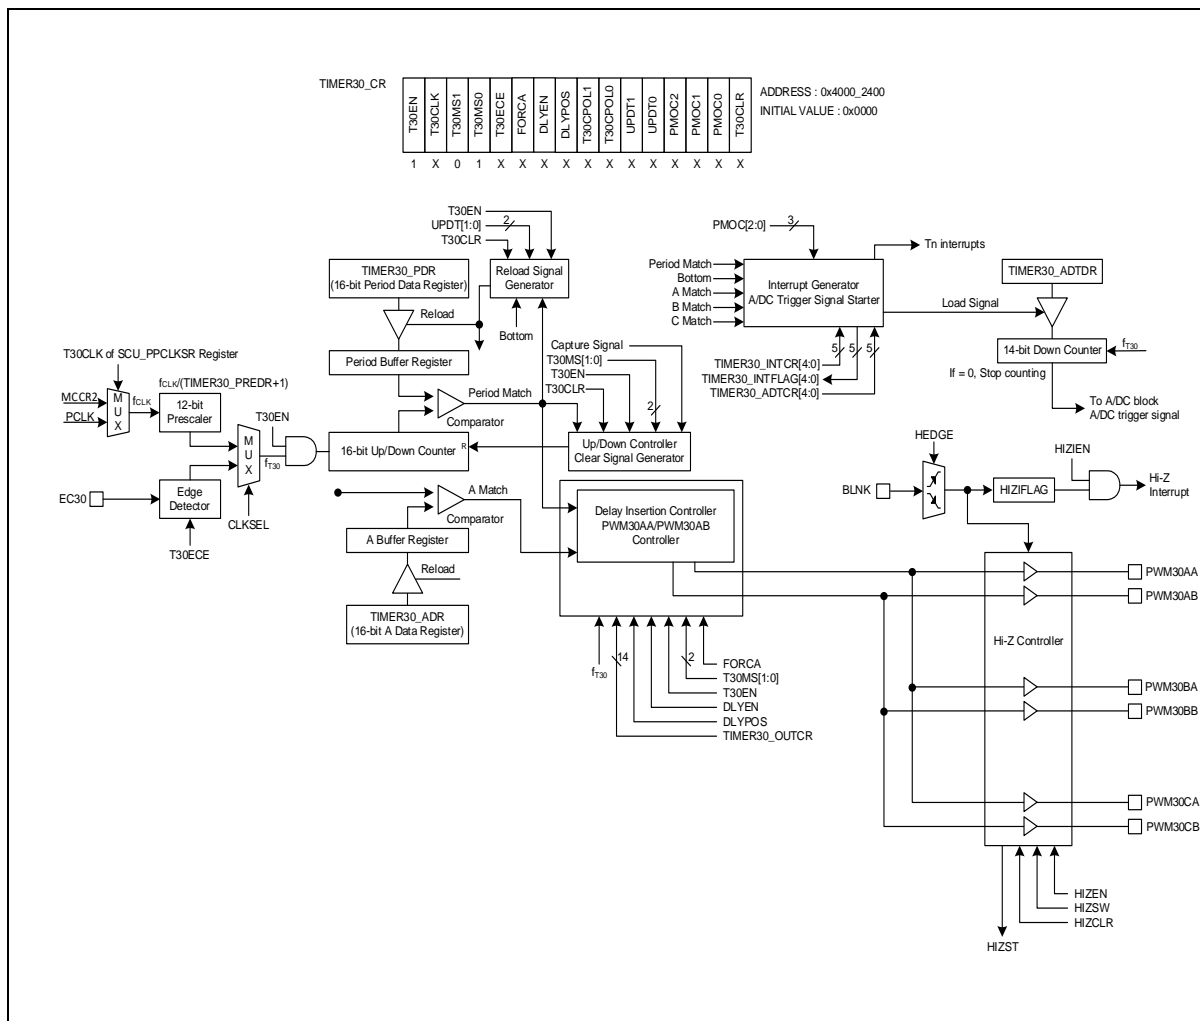 TIMER30_CR
T30EN
T30CLK
T30MS1
T30MS0
T30ECE
FORCA
DLYEN
DLYPOS
T30CPOL1
T30CPOL0
UPDT1
UPDT0
PMOC2
PMOC1
PMOC0
T30CLR
ADDRESS : 0x4000_2400
INITIAL VALUE : 0x0000
1 X 0 1 X X X X X X X X X X X X
T30EN
UPDT[1:0] 2
T30CLR
TIMER30_PDR
(16-bit Period Data Register)
Reload Signal
Generator
Reload
Bottom
Period Buffer Register
Period Match
Comparator
PMOC[2:0] 3
Tn interrupts
Period Match
Bottom
A Match
B Match
C Match
Interrupt Generator
A/DC Trigger Signal Starter
TIMER30_ADTDR
Load Signal
14-bit Down Counter
fT30
If = 0, Stop counting
To A/DC block
A/DC trigger signal
5 5 5
TIMER30_INTCR[4:0]
TIMER30_INTFLAG[4:0]
TIMER30_ADTCR[4:0]
Capture Signal
T30MS[1:0]
T30EN
T30CLR
2
T30CLK of SCU_PPCLKSR Register
fCLK/(TIMER30_PREDR+1)
MCCR2
PCLK
MUX
fCLK
12-bit
Prescaler
T30EN
MUX
fT30
16-bit Up/Down Counter
R
Up/Down Controller
Clear Signal Generator
EC30
Edge
Detector
CLKSEL
T30ECE
A Match
Comparator
A Buffer Register
Reload
TIMER30_ADR
(16-bit A Data Register)
Delay Insertion Controller
PWM30AA/PWM30AB
Controller
fT30
14
2
FORCA
T30MS[1:0]
T30EN
DLYEN
DLYPOS
TIMER30_OUTCR
HEDGE
BLNK
HIZIFLAG
HIZIEN
Hi-Z
Interrupt
Hi-Z Controller
PWM30AA
PWM30AB
PWM30BA
PWM30BB
PWM30CA
PWM30CB
HIZEN
HIZSW
HIZCLR
HIZST